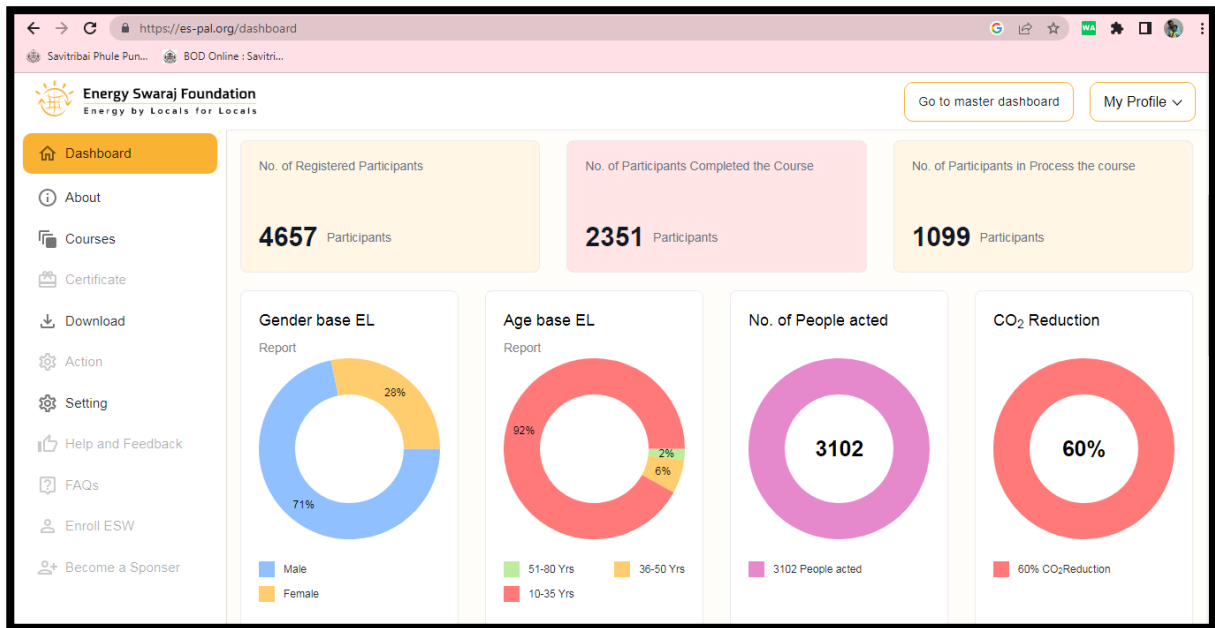 https://es-pal.org/dashboard
G
WA
Savitribai Phule Pun...
BOD Online : Savitri...
Energy Swaraj Foundation
Energy by Locals for Locals
Go to master dashboard
My Profile
Dashboard
About
Courses
Certificate
Download
Action
Setting
Help and Feedback
FAQs
Enroll ESW
Become a Sponser
No. of Registered Participants
4657 Participants
No. of Participants Completed the Course
2351 Participants
No. of Participants in Process the course
1099 Participants
Gender base EL
Report
28%
71%
Male
Female
Age base EL
Report
92%
2%
6%
51-80 Yrs
36-50 Yrs
10-35 Yrs
No. of People acted
3102
3102 People acted
CO₂ Reduction
60%
60% CO₂Reduction